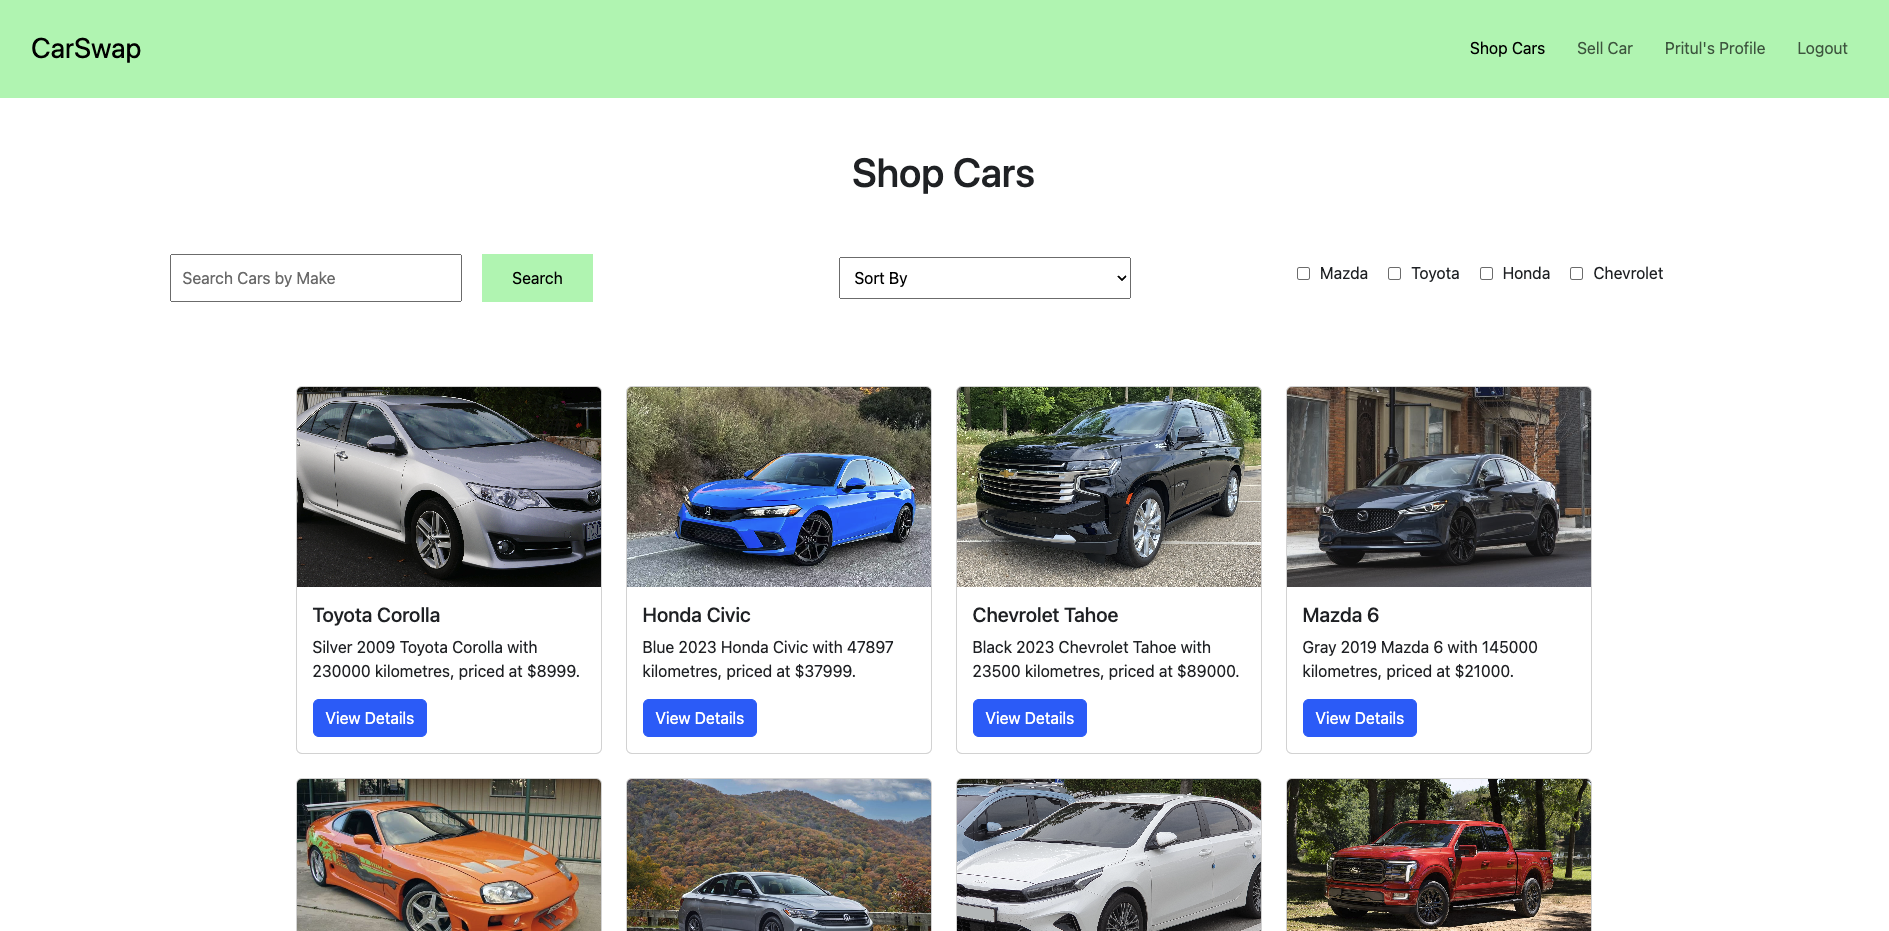 CarSwap
Shop Cars
Sell Car
Pritul's Profile
Logout
Shop Cars
Search Cars by Make
Search
Sort By
Mazda
Toyota
Honda
Chevrolet
Toyota Corolla
Silver 2009 Toyota Corolla with
230000 kilometres, priced at $8999.
View Details
Honda Civic
Blue 2023 Honda Civic with 47897
kilometres, priced at $37999.
View Details
Chevrolet Tahoe
Black 2023 Chevrolet Tahoe with
23500 kilometres, priced at $89000.
View Details
Mazda 6
Gray 2019 Mazda 6 with 145000
kilometres, priced at $21000.
View Details